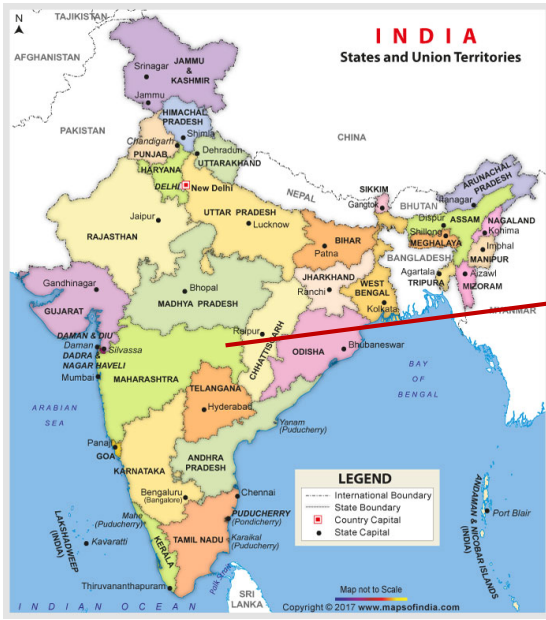 TAJIKISTAN
N
INDIA
States and Union Territories
AFGHANISTAN
JAMMU
&
KASHMIR
Srinagar
Jammu
HIMACHAL
PRADESH
Shimla
PAKISTAN
Chandigarh
PUNJAB
Dehradun
UTTARAKHAND
CHINA
HARYANA
DELHI
New Delhi
ARUNACHAL
PRADESH
Itanagar
NEPAL
SIKKIM
Gangtok
BHUTAN
Dispur
ASSAM
NAGALAND
Kohima
Jaipur
RAJASTHAN
UTTAR PRADESH
Lucknow
BIHAR
Patna
Shillong
MEGHALAYA
Imphal
MANIPUR
BANGLADESH
Agartala
TRIPURA
Aizawl
MIZORAM
Gandhinagar
GUJARAT
Bhopal
MADHYA PRADESH
JHARKHAND
Ranchi
WEST
BENGAL
Kolkata
MYANMAR
DAMAN & DIU
Daman
Silvassa
DADRA &
NAGAR HAVELI
Mumbai
Raipur
CHHATTISGARH
ODISHA
Bhubaneswar
MAHARASHTRA
TELANGANA
Hyderabad
BAY
OF
BENGAL
ARABIAN
SEA
Yanam
(Puducherry)
Panaji
GOA
KARNATAKA
ANDHRA
PRADESH
Bengaluru
(Bangalore)
Chennai
LEGEND
International Boundary
State Boundary
Country Capital
State Capital
Mahe
(Puducherry)
PUDUCHERRY
(Pondicherry)
Karaikal
(Puducherry)
TAMIL NADU
KERALA
LAKSHADWEEP
(INDIA)
Kavaratti
ANDAMAN & NICOBAR ISLANDS
(INDIA)
Port Blair
Thiruvananthapuram
Palk Strait
SRI
LANKA
INDIAN OCEAN
Map not to Scale
Copyright © 2017 www.mapsofindia.com